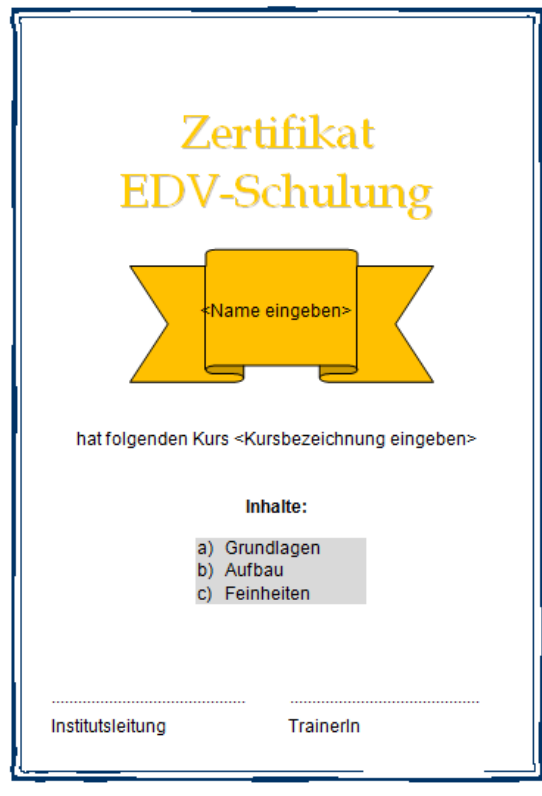 Zertifikat
EDV-Schulung
<Name eingeben>
hat folgenden Kurs <Kursbezeichnung eingeben>
Inhalte:
a) Grundlagen
b) Aufbau
c) Feinheiten
............................................ ...........................................
Institutsleitung TrainerIn